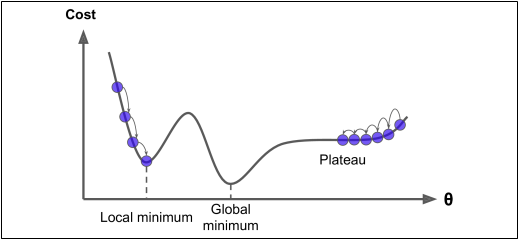 Cost
Plateau
θ
Local minimum
Global
minimum